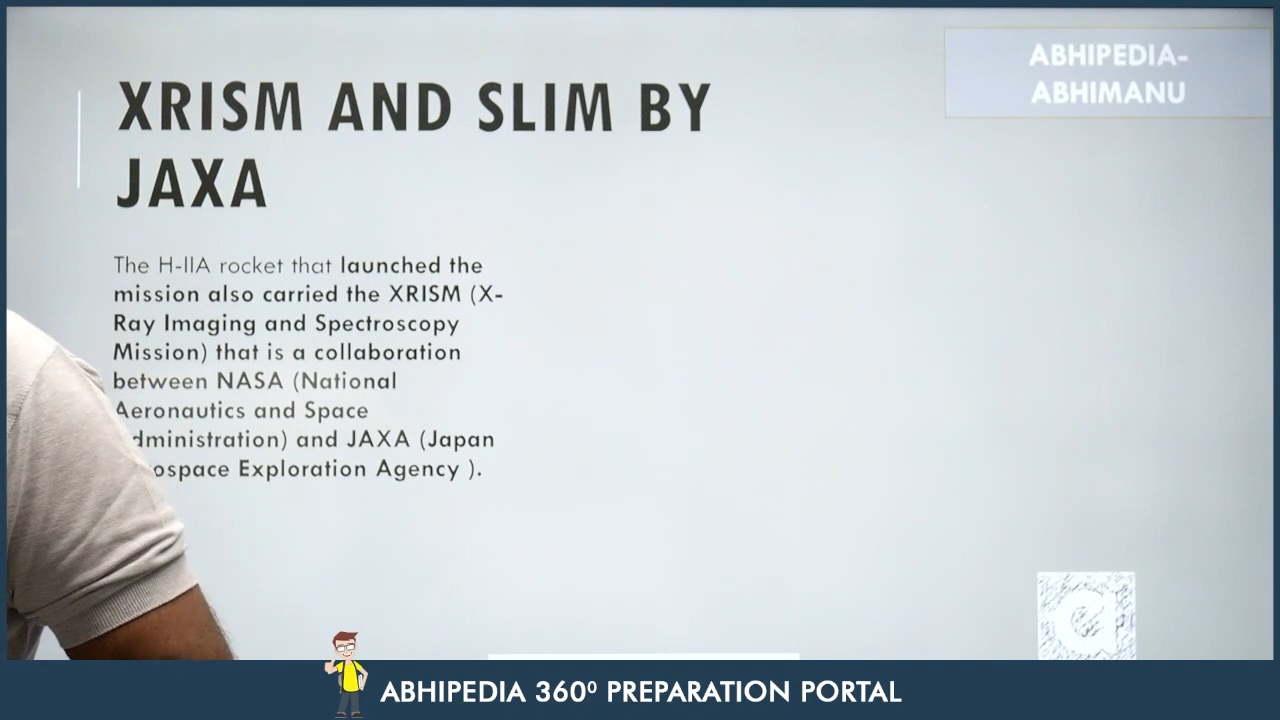 ABHIPEDIA-
ABHIMANU
XRISM AND SLIM BY
JAXA
The H-IIA rocket that launched the
mission also carried the XRISM (X-
Ray Imaging and Spectroscopy
Mission) that is a collaboration
between NASA (National
Aeronautics and Space
dministration) and JAXA (Japan
ospace Exploration Agency ).
ABHIPEDIA 360⁰ PREPARATION PORTAL